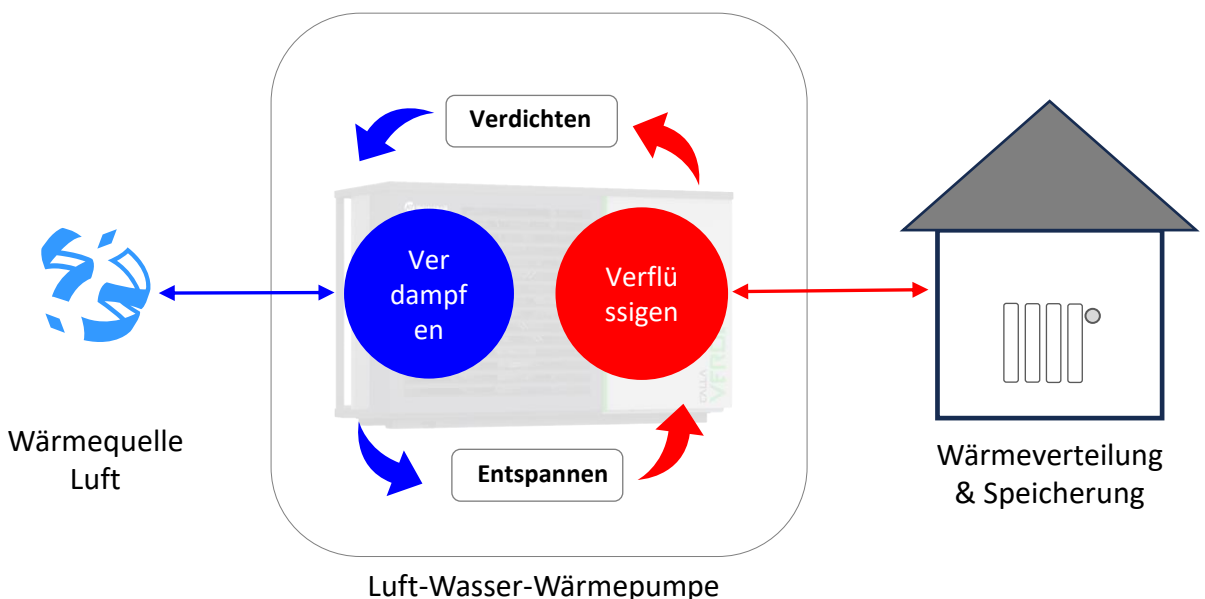 Verdichten
Ver
dampf
en
Verflü
ssigen
Wärmequelle
Luft
Entspannen
Wärmeverteilung
& Speicherung
Luft-Wasser-Wärmepumpe